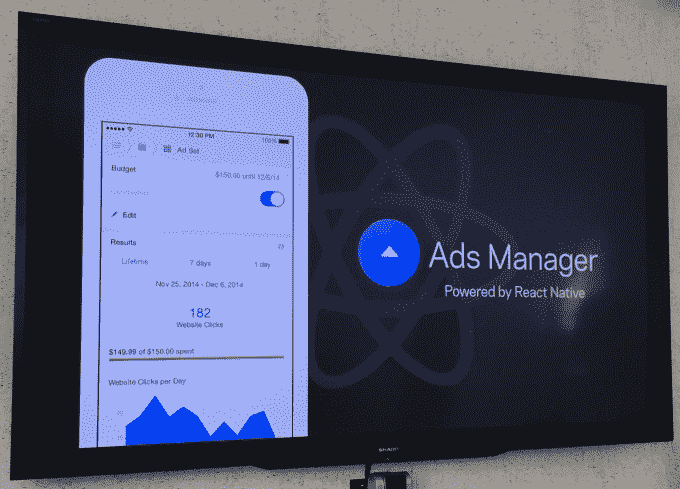 12:30 PM
100%
Ad Set
Budget
$150.00 until 12/6/14
Edit
Results
Lifetime 7 days 1 day
Nov 25, 2014 - Dec 6, 2014
182
Website Clicks
$149.99 of $150.00 spent
Website Clicks per Day
20
Ads Manager
Powered by React Native
SHARP